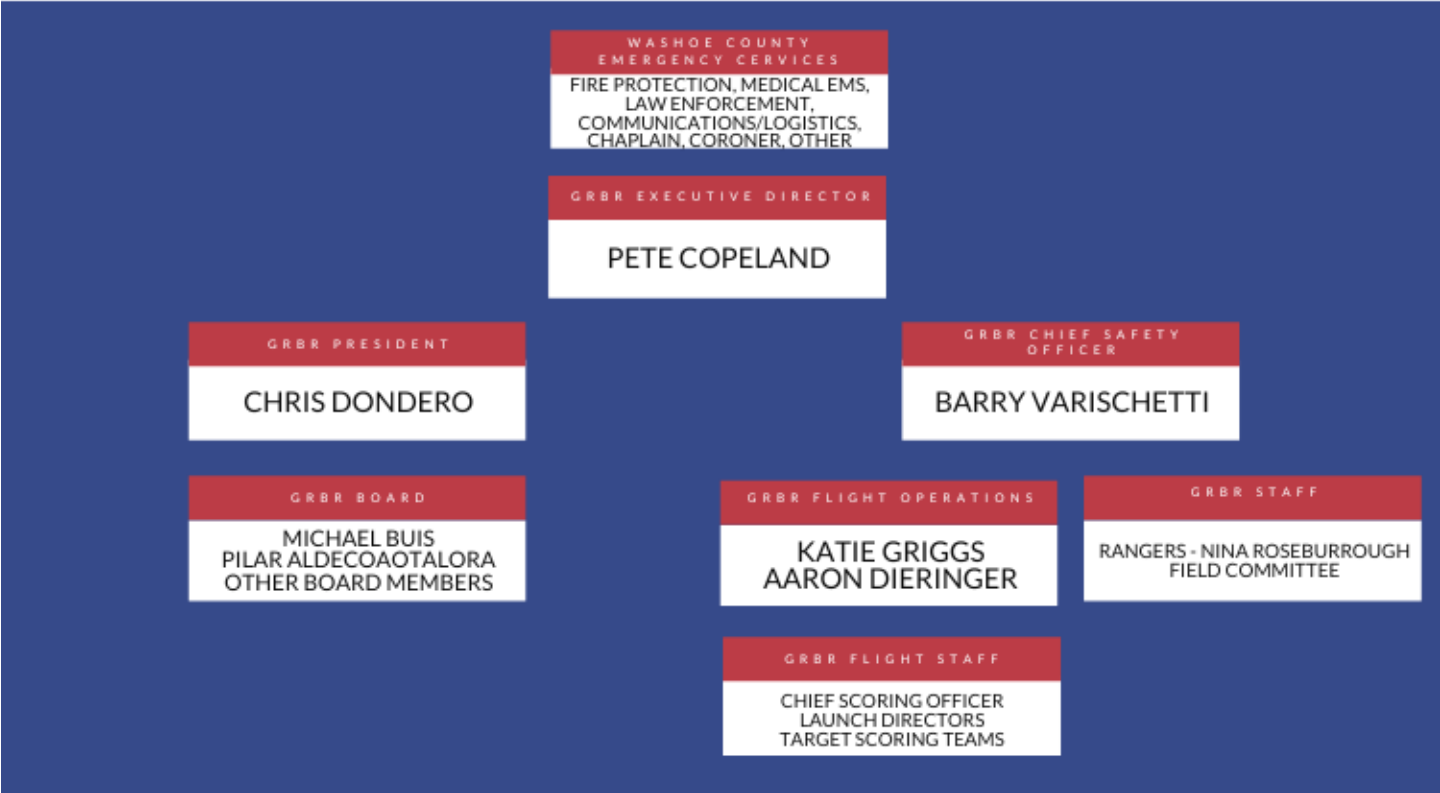 WASHOE COUNTY
EMERGENCY CERVICES
FIRE PROTECTION, MEDICAL EMS,
LAW ENFORCEMENT,
COMMUNICATIONS/LOGISTICS,
CHAPLAIN, CORONER, OTHER
GRBR EXECUTIVE DIRECTOR
PETE COPELAND
GRBR PRESIDENT
CHRIS DONDERO
GRBR CHIEF SAFETY
OFFICER
BARRY VARISCHETTI
GRBR BOARD
MICHAEL BUIS
PILAR ALDECOAOTALORA
OTHER BOARD MEMBERS
GRBR FLIGHT OPERATIONS
KATIE GRIGGS
AARON DIERINGER
GRBR STAFF
RANGERS - NINA ROSEBURROUGH
FIELD COMMITTEE
GRBR FLIGHT STAFF
CHIEF SCORING OFFICER
LAUNCH DIRECTORS
TARGET SCORING TEAMS